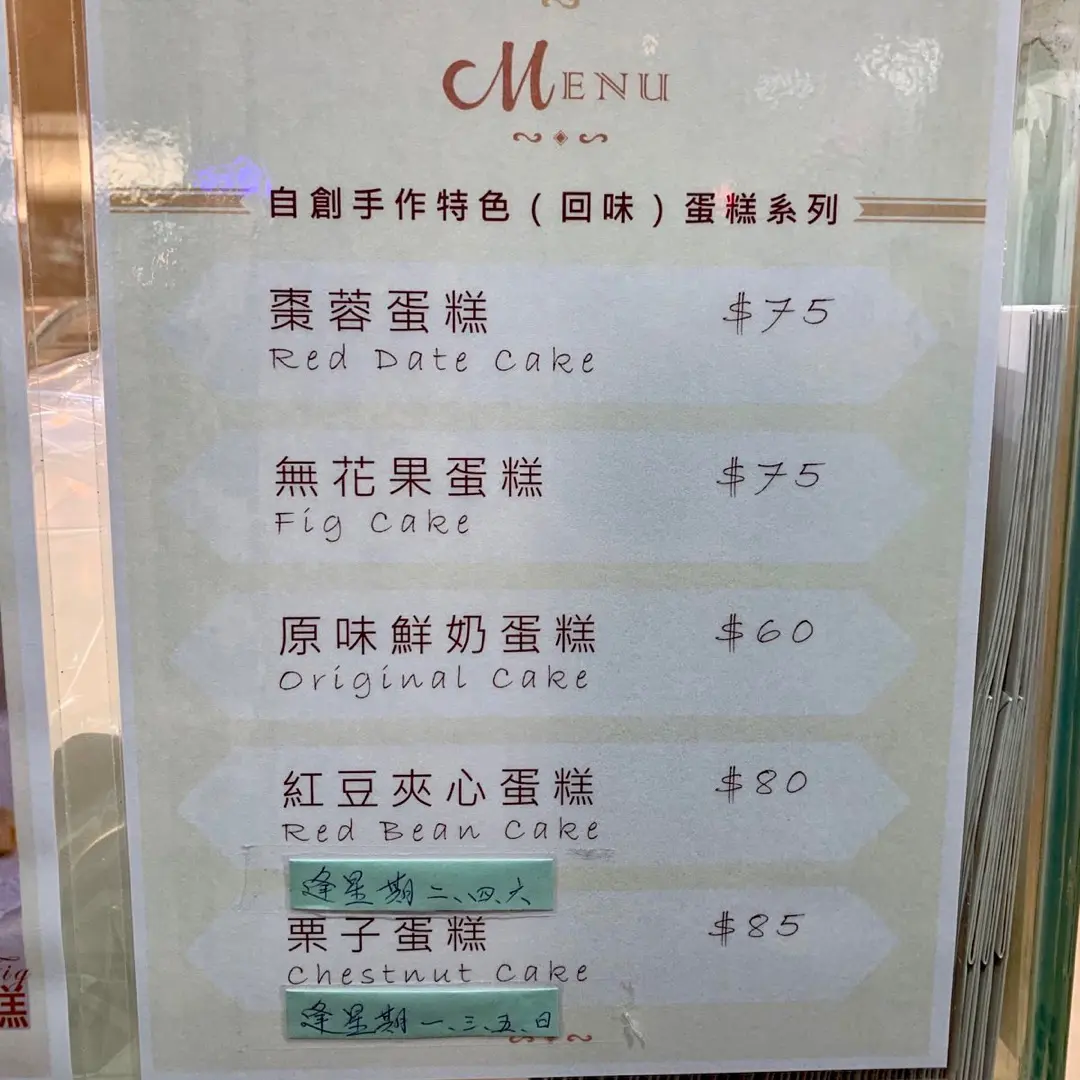 MENU
自創手作特色（回味）蛋糕系列
棗蓉蛋糕 $75
Red Date Cake
無花果蛋糕 $75
Fig Cake
原味鮮奶蛋糕 $60
Original Cake
紅豆夾心蛋糕 $80
Red Bean Cake
逢星期二、四、六
栗子蛋糕 $85
Chestnut Cake
逢星期一、三、五、日
糕